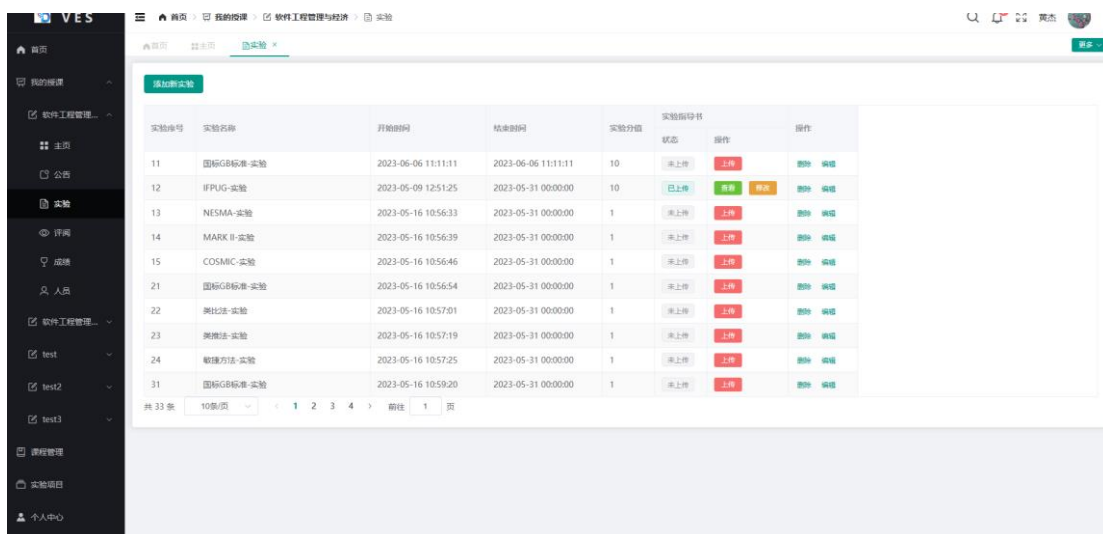 VES
首页 > 我的授课 > 软件工程管理与经济 > 实验
黄杰
首页 主页 实验 ×
更多
首页
我的授课
软件工程管理...
主页
公告
实验
评阅
成绩
人员
软件工程管理...
test
test2
test3
课程管理
实验项目
个人中心
添加新实验
实验序号 实验名称 开始时间 结束时间 实验分值 实验指导书 操作
状态 操作
11 国标GB标准-实验 2023-06-06 11:11:11 2023-06-06 11:11:11 10 未上传 上传 删除 编辑
12 IFPUG-实验 2023-05-09 12:51:25 2023-05-31 00:00:00 10 已上传 查看 修改 删除 编辑
13 NESMA-实验 2023-05-16 10:56:33 2023-05-31 00:00:00 1 未上传 上传 删除 编辑
14 MARK II-实验 2023-05-16 10:56:39 2023-05-31 00:00:00 1 未上传 上传 删除 编辑
15 COSMIC-实验 2023-05-16 10:56:46 2023-05-31 00:00:00 1 未上传 上传 删除 编辑
21 国标GB标准-实验 2023-05-16 10:56:54 2023-05-31 00:00:00 1 未上传 上传 删除 编辑
22 类比法-实验 2023-05-16 10:57:01 2023-05-31 00:00:00 1 未上传 上传 删除 编辑
23 类推法-实验 2023-05-16 10:57:19 2023-05-31 00:00:00 1 未上传 上传 删除 编辑
24 敏捷方法-实验 2023-05-16 10:57:25 2023-05-31 00:00:00 1 未上传 上传 删除 编辑
31 国标GB标准-实验 2023-05-16 10:59:20 2023-05-31 00:00:00 1 未上传 上传 删除 编辑
共 33 条 10条/页 < 1 2 3 4 > 前往 1 页